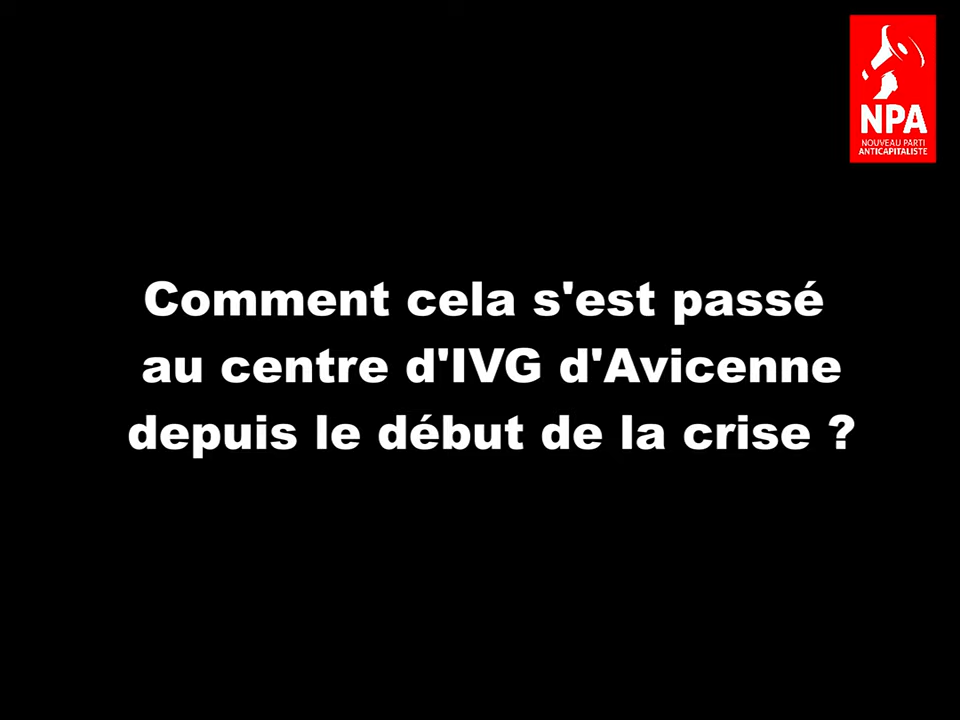 NPA
NOUVEAU PARTI
ANTICAPITALISTE
Comment cela s'est passé
au centre d'IVG d'Avicenne
depuis le début de la crise ?